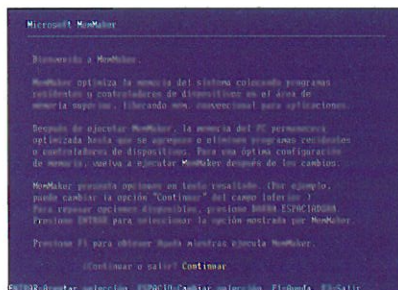 Microsoft MemMaker
Bienvenido a MemMaker.
MemMaker optimiza la memoria del sistema colocando programas
residentes y controladores de dispositivos en el área de
memoria superior, liberando mem. convencional para aplicaciones.
Después de ejecutar MemMaker, la memoria del PC permanecerá
optimizada hasta que se agreguen o eliminen programas residentes
o controladores de dispositivos. Para una óptima configuración
de memoria, vuelva a ejecutar MemMaker después de los cambios.
MemMaker presenta opciones en texto resaltado. (Por ejemplo,
puede cambiar la opción "Continuar" del campo inferior.)
Para repasar opciones disponibles, presione BARRA ESPACIADORA.
Presione ENTRAR para seleccionar la opción mostrada por MemMaker.
Presione F1 para obtener Ayuda mientras ejecuta MemMaker.
¿Continuar o salir? Continuar
ENTRAR=Aceptar selección ESPACIO=Cambiar selección F1=Ayuda F3=Salir